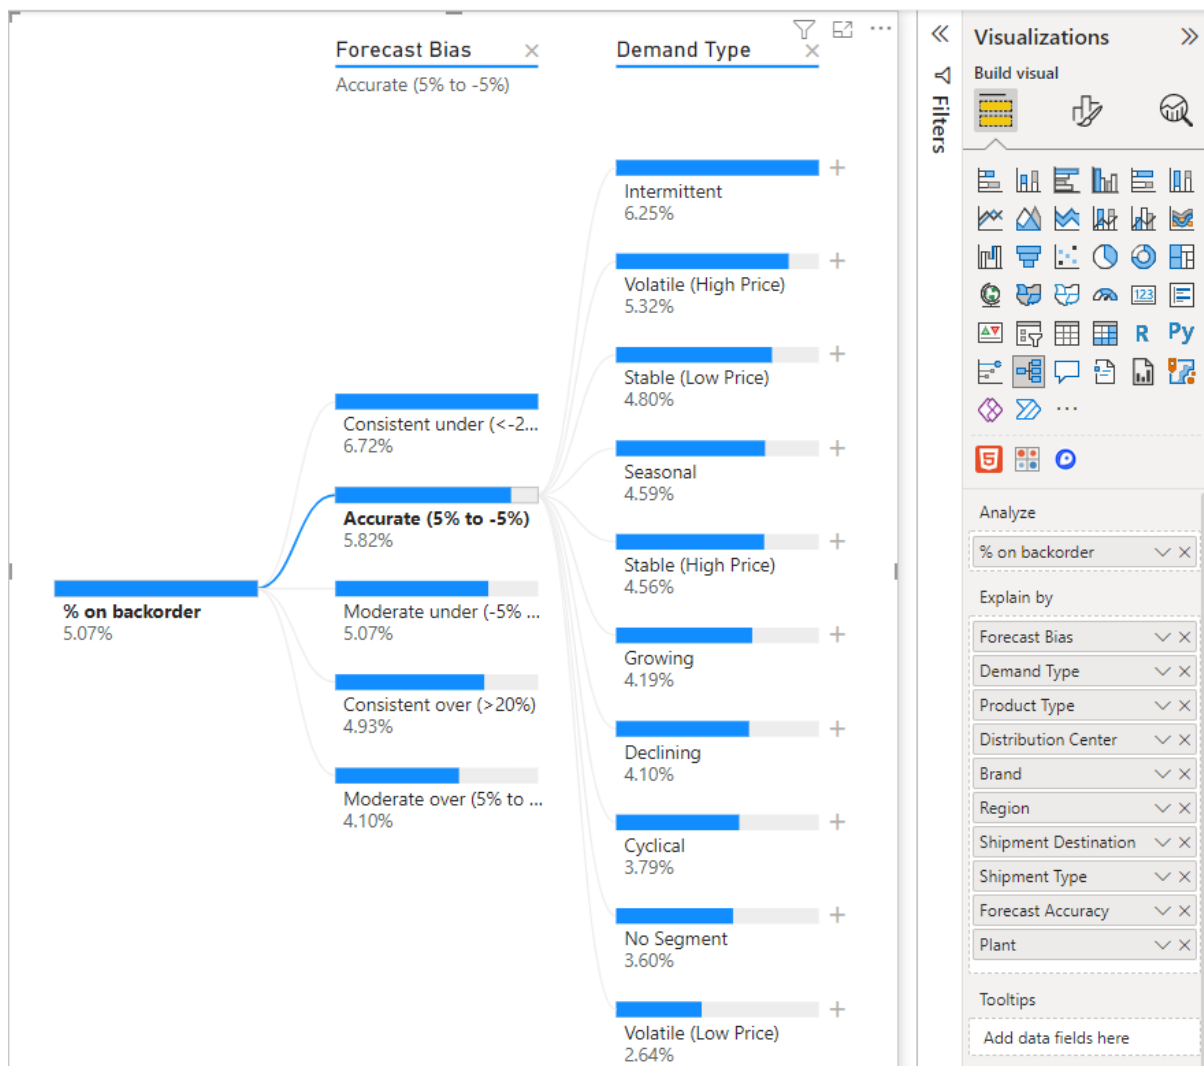 Forecast Bias
Accurate (5% to -5%)
Demand Type
% on backorder
5.07%
Consistent under (<-2...
6.72%
Accurate (5% to -5%)
5.82%
Moderate under (-5% ...
5.07%
Consistent over (>20%)
4.93%
Moderate over (5% to ...
4.10%
Intermittent
6.25%
Volatile (High Price)
5.32%
Stable (Low Price)
4.80%
Seasonal
4.59%
Stable (High Price)
4.56%
Growing
4.19%
Declining
4.10%
Cyclical
3.79%
No Segment
3.60%
Volatile (Low Price)
2.64%
Filters
Visualizations
Build visual
123
R
Py
...
5
Analyze
% on backorder
Explain by
Forecast Bias
Demand Type
Product Type
Distribution Center
Brand
Region
Shipment Destination
Shipment Type
Forecast Accuracy
Plant
Tooltips
Add data fields here